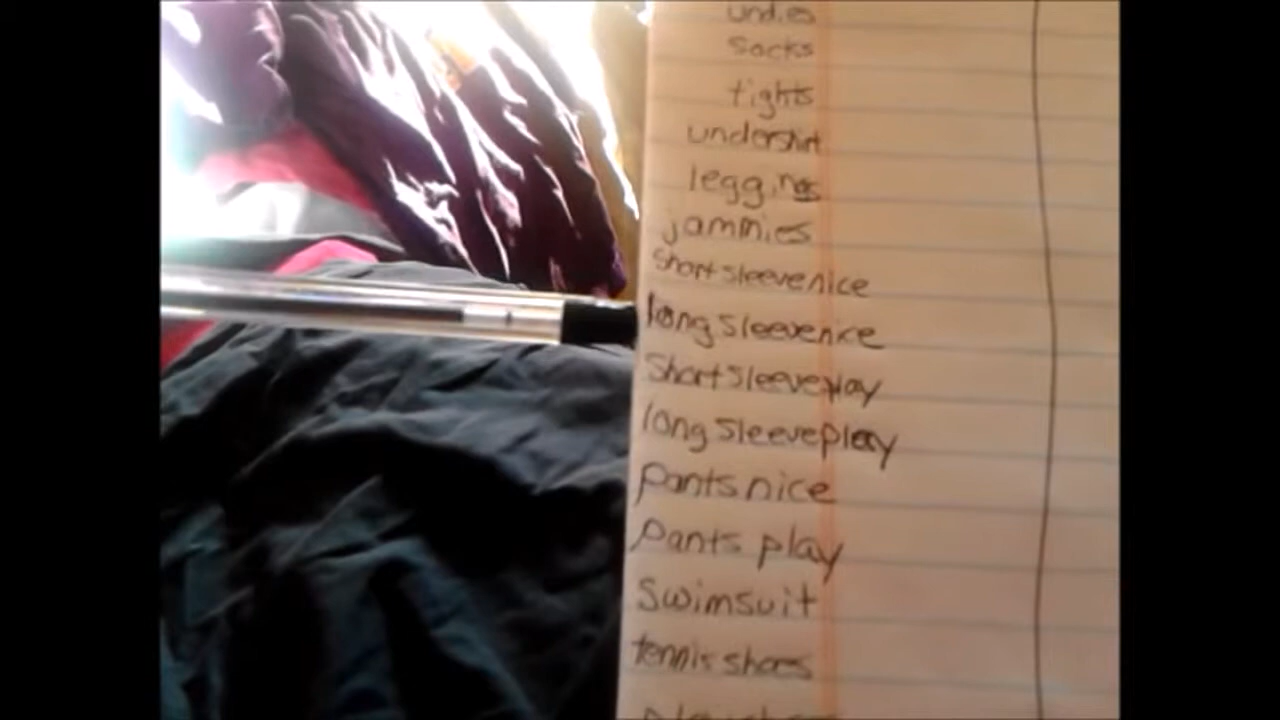 undies
socks
tights
undershirt
leggings
jammies
short sleeve nice
long sleeve nice
short sleeve play
long sleeve play
pants nice
pants play
swimsuit
tennis shoes